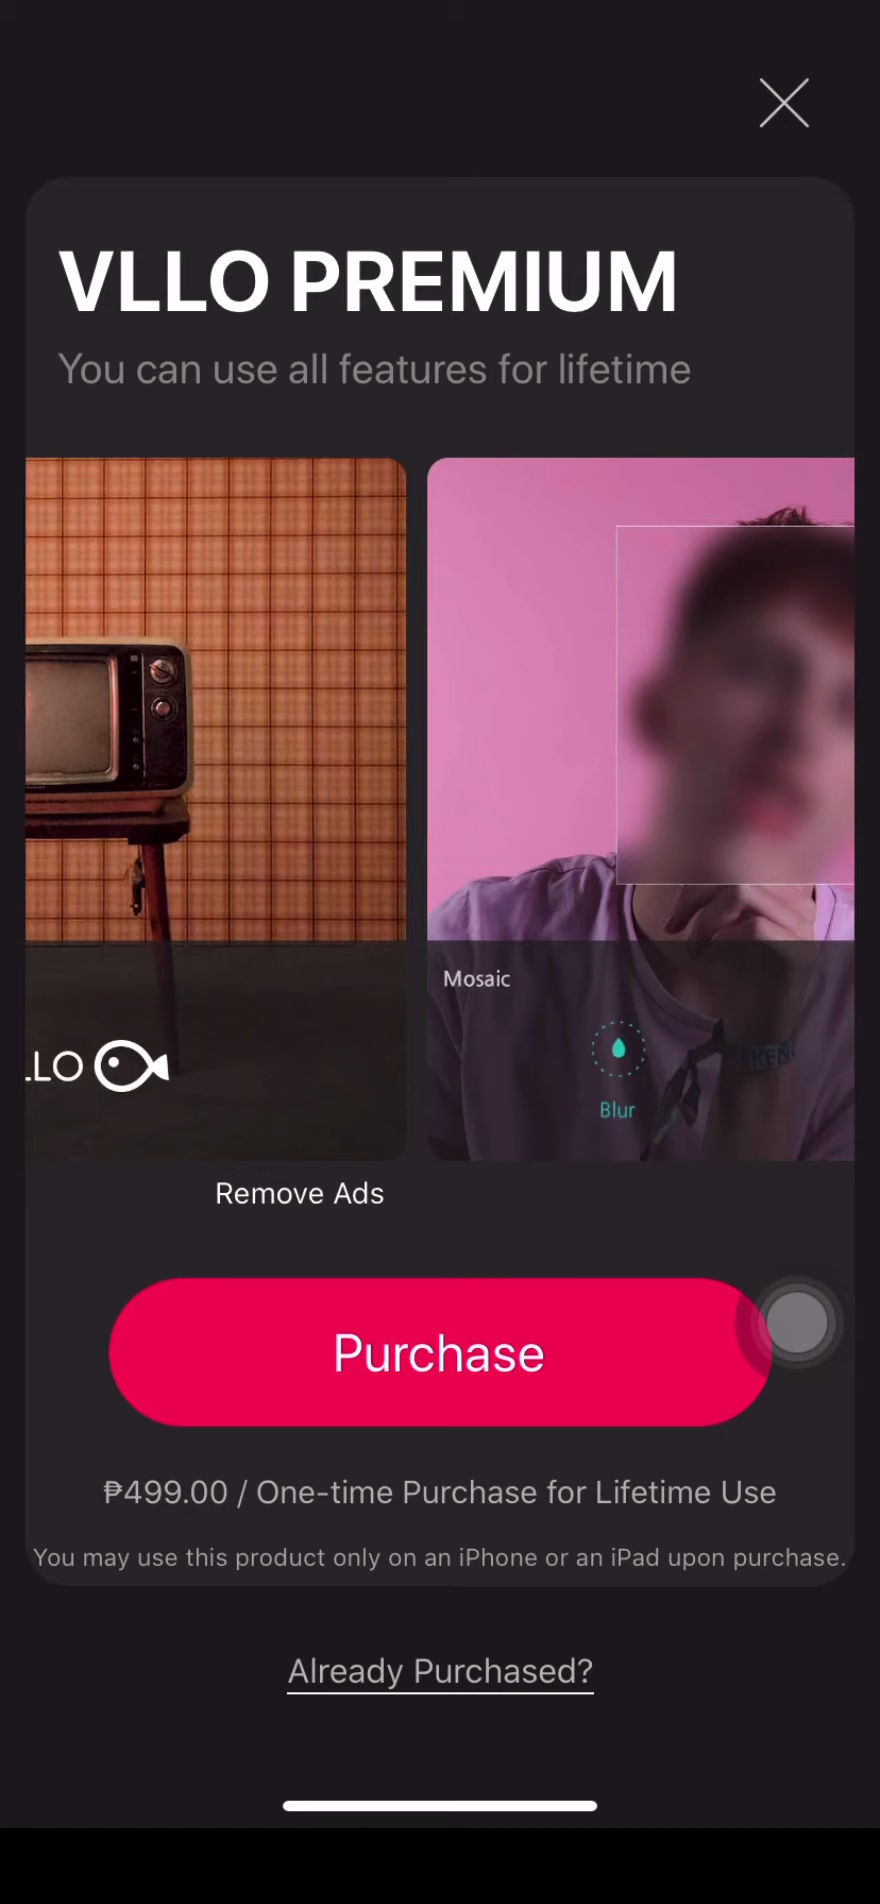 VLLO PREMIUM
You can use all features for lifetime
LLO
Mosaic
Blur
Remove Ads
Purchase
₱499.00 / One-time Purchase for Lifetime Use
You may use this product only on an iPhone or an iPad upon purchase.
Already Purchased?